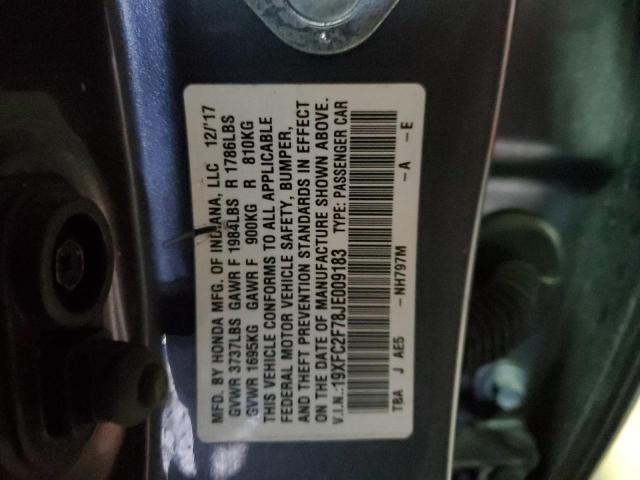 MFD. BY HONDA MFG. OF INDIANA, LLC 12/'17
GVWR 3737LBS GAWR F 1984LBS R 1786LBS
GVWR 1695KG GAWR F 900KG R 810KG
THIS VEHICLE CONFORMS TO ALL APPLICABLE
FEDERAL MOTOR VEHICLE SAFETY, BUMPER,
AND THEFT PREVENTION STANDARDS IN EFFECT
ON THE DATE OF MANUFACTURE SHOWN ABOVE.
V.I.N.:19XFC2F78JE009183 TYPE: PASSENGER CAR
TBA J AE5 -NH797M -A -E